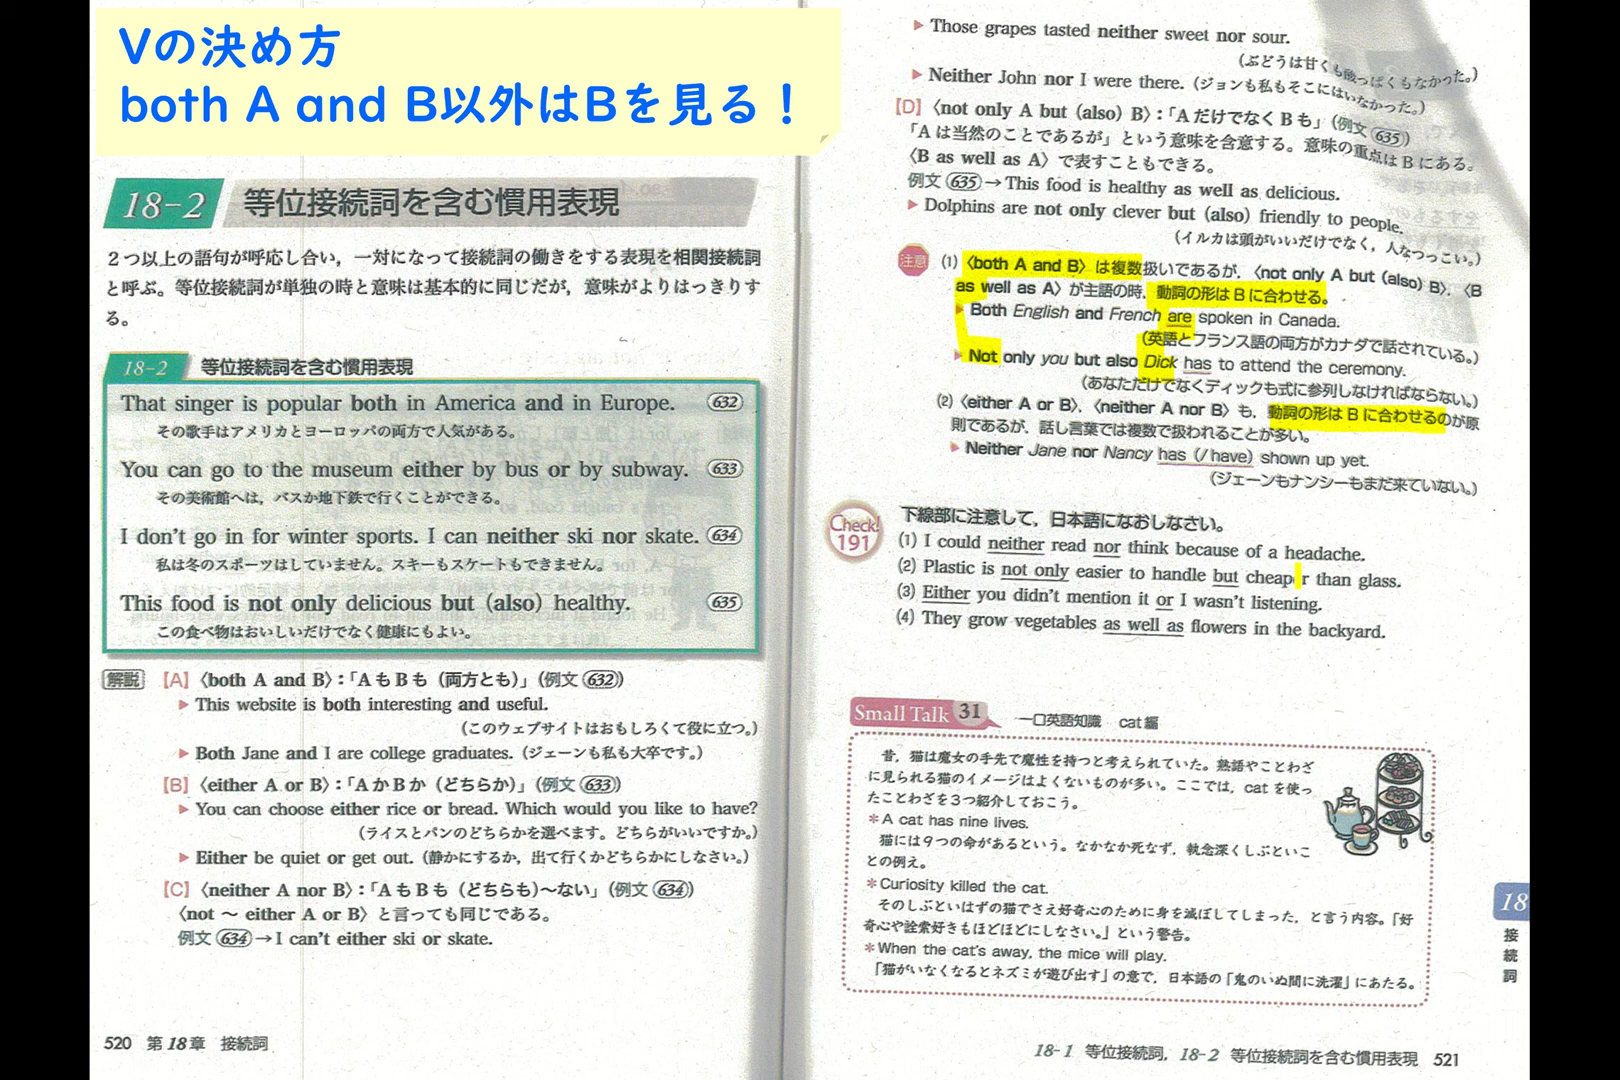 Vの決め方
both A and B以外はBを見る！
18-2 等位接続詞を含む慣用表現
２つ以上の語句が呼応し合い，一対になって接続詞の働きをする表現を相関接続詞
と呼ぶ。等位接続詞が単独の時と意味は基本的に同じだが，意味がよりはっきりす
る。
18-2 等位接続詞を含む慣用表現
That singer is popular both in America and in Europe. 632
その歌手はアメリカとヨーロッパの両方で人気がある。
You can go to the museum either by bus or by subway. 633
その美術館へは，バスか地下鉄で行くことができる。
I don't go in for winter sports. I can neither ski nor skate. 634
私は冬のスポーツはしていません。スキーもスケートもできません。
This food is not only delicious but (also) healthy. 635
この食べ物はおいしいだけでなく健康にもよい。
解説 [A] 〈both A and B〉：「AもBも（両方とも）」（例文 632）
▶ This website is both interesting and useful.
（このウェブサイトはおもしろくて役に立つ。）
▶ Both Jane and I are college graduates.（ジェーンも私も大卒です。）
[B] 〈either A or B〉：「AかBか（どちらか）」（例文 633）
▶ You can choose either rice or bread. Which would you like to have?
（ライスとパンのどちらかを選べます。どちらがいいですか。）
▶ Either be quiet or get out.（静かにするか，出て行くかどちらかにしなさい。）
[C] 〈neither A nor B〉：「AもBも（どちらも）〜ない」（例文 634）
〈not 〜 either A or B〉と言っても同じである。
例文 634 → I can't either ski or skate.
520 第18章 接続詞
▶ Those grapes tasted neither sweet nor sour.
（ぶどうは甘くも酸っぱくもなかった。）
▶ Neither John nor I were there.（ジョンも私もそこにはいなかった。）
[D] 〈not only A but (also) B〉：「AだけでなくBも」（例文 635）
「Aは当然のことであるが」という意味を含意する。意味の重点はBにある。
〈B as well as A〉で表すこともできる。
例文 635 → This food is healthy as well as delicious.
▶ Dolphins are not only clever but (also) friendly to people.
（イルカは頭がいいだけでなく，人なつっこい。）
注意 (1) 〈both A and B〉は複数扱いであるが，〈not only A but (also) B〉，〈B
as well as A〉が主語の時，動詞の形はBに合わせる。
▶ Both English and French are spoken in Canada.
（英語とフランス語の両方がカナダで話されている。）
▶ Not only you but also Dick has to attend the ceremony.
（あなただけでなくディックも式に参列しなければならない。）
(2) 〈either A or B〉，〈neither A nor B〉も，動詞の形はBに合わせるのが原
則であるが，話し言葉では複数で扱われることが多い。
▶ Neither Jane nor Nancy has (/ have) shown up yet.
（ジェーンもナンシーもまだ来ていない。）
Check! 191 下線部に注意して，日本語になおしなさい。
(1) I could neither read nor think because of a headache.
(2) Plastic is not only easier to handle but cheaper than glass.
(3) Either you didn't mention it or I wasn't listening.
(4) They grow vegetables as well as flowers in the backyard.
Small Talk 31 一口英語知識 cat編
昔，猫は魔女の手先で魔性を持つと考えられていた。熟語やことわざ
に見られる猫のイメージはよくないものが多い。ここでは，catを使っ
たことわざを３つ紹介しておこう。
＊A cat has nine lives.
猫には９つの命があるという。なかなか死なず，執念深くしぶといこ
との例え。
＊Curiosity killed the cat.
そのしぶといはずの猫でさえ好奇心のために身を滅ぼしてしまった，と言う内容。「好
奇心や詮索好きもほどほどにしなさい。」という警告。
＊When the cat's away, the mice will play.
「猫がいなくなるとネズミが遊び出す」の意で，日本語の「鬼のいぬ間に洗濯」にあたる。
18
接続詞
18-1 等位接続詞，18-2 等位接続詞を含む慣用表現 521